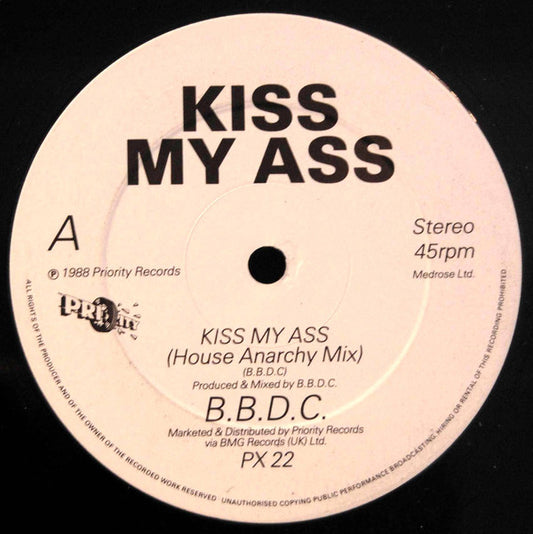 KISS
MY ASS
A
Stereo
45rpm
℗ 1988 Priority Records
Medrose Ltd.
PRIORITY
KISS MY ASS
(House Anarchy Mix)
(B.B.D.C)
Produced & Mixed by B.B.D.C.
B.B.D.C.
Marketed & Distributed by Priority Records
via BMG Records (UK) Ltd.
PX 22
ALL RIGHTS OF THE PRODUCER AND OF THE OWNER OF THE RECORDED WORK RESERVED UNAUTHORISED COPYING PUBLIC PERFORMANCE BROADCASTING, HIRING OR RENTAL OF THIS RECORDING PROHIBITED